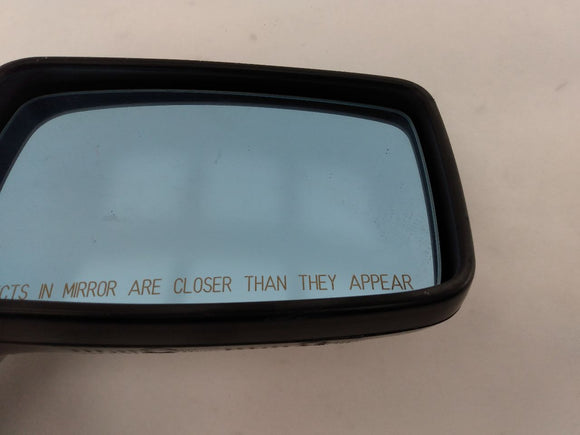 CTS IN MIRROR ARE CLOSER THAN THEY APPEAR